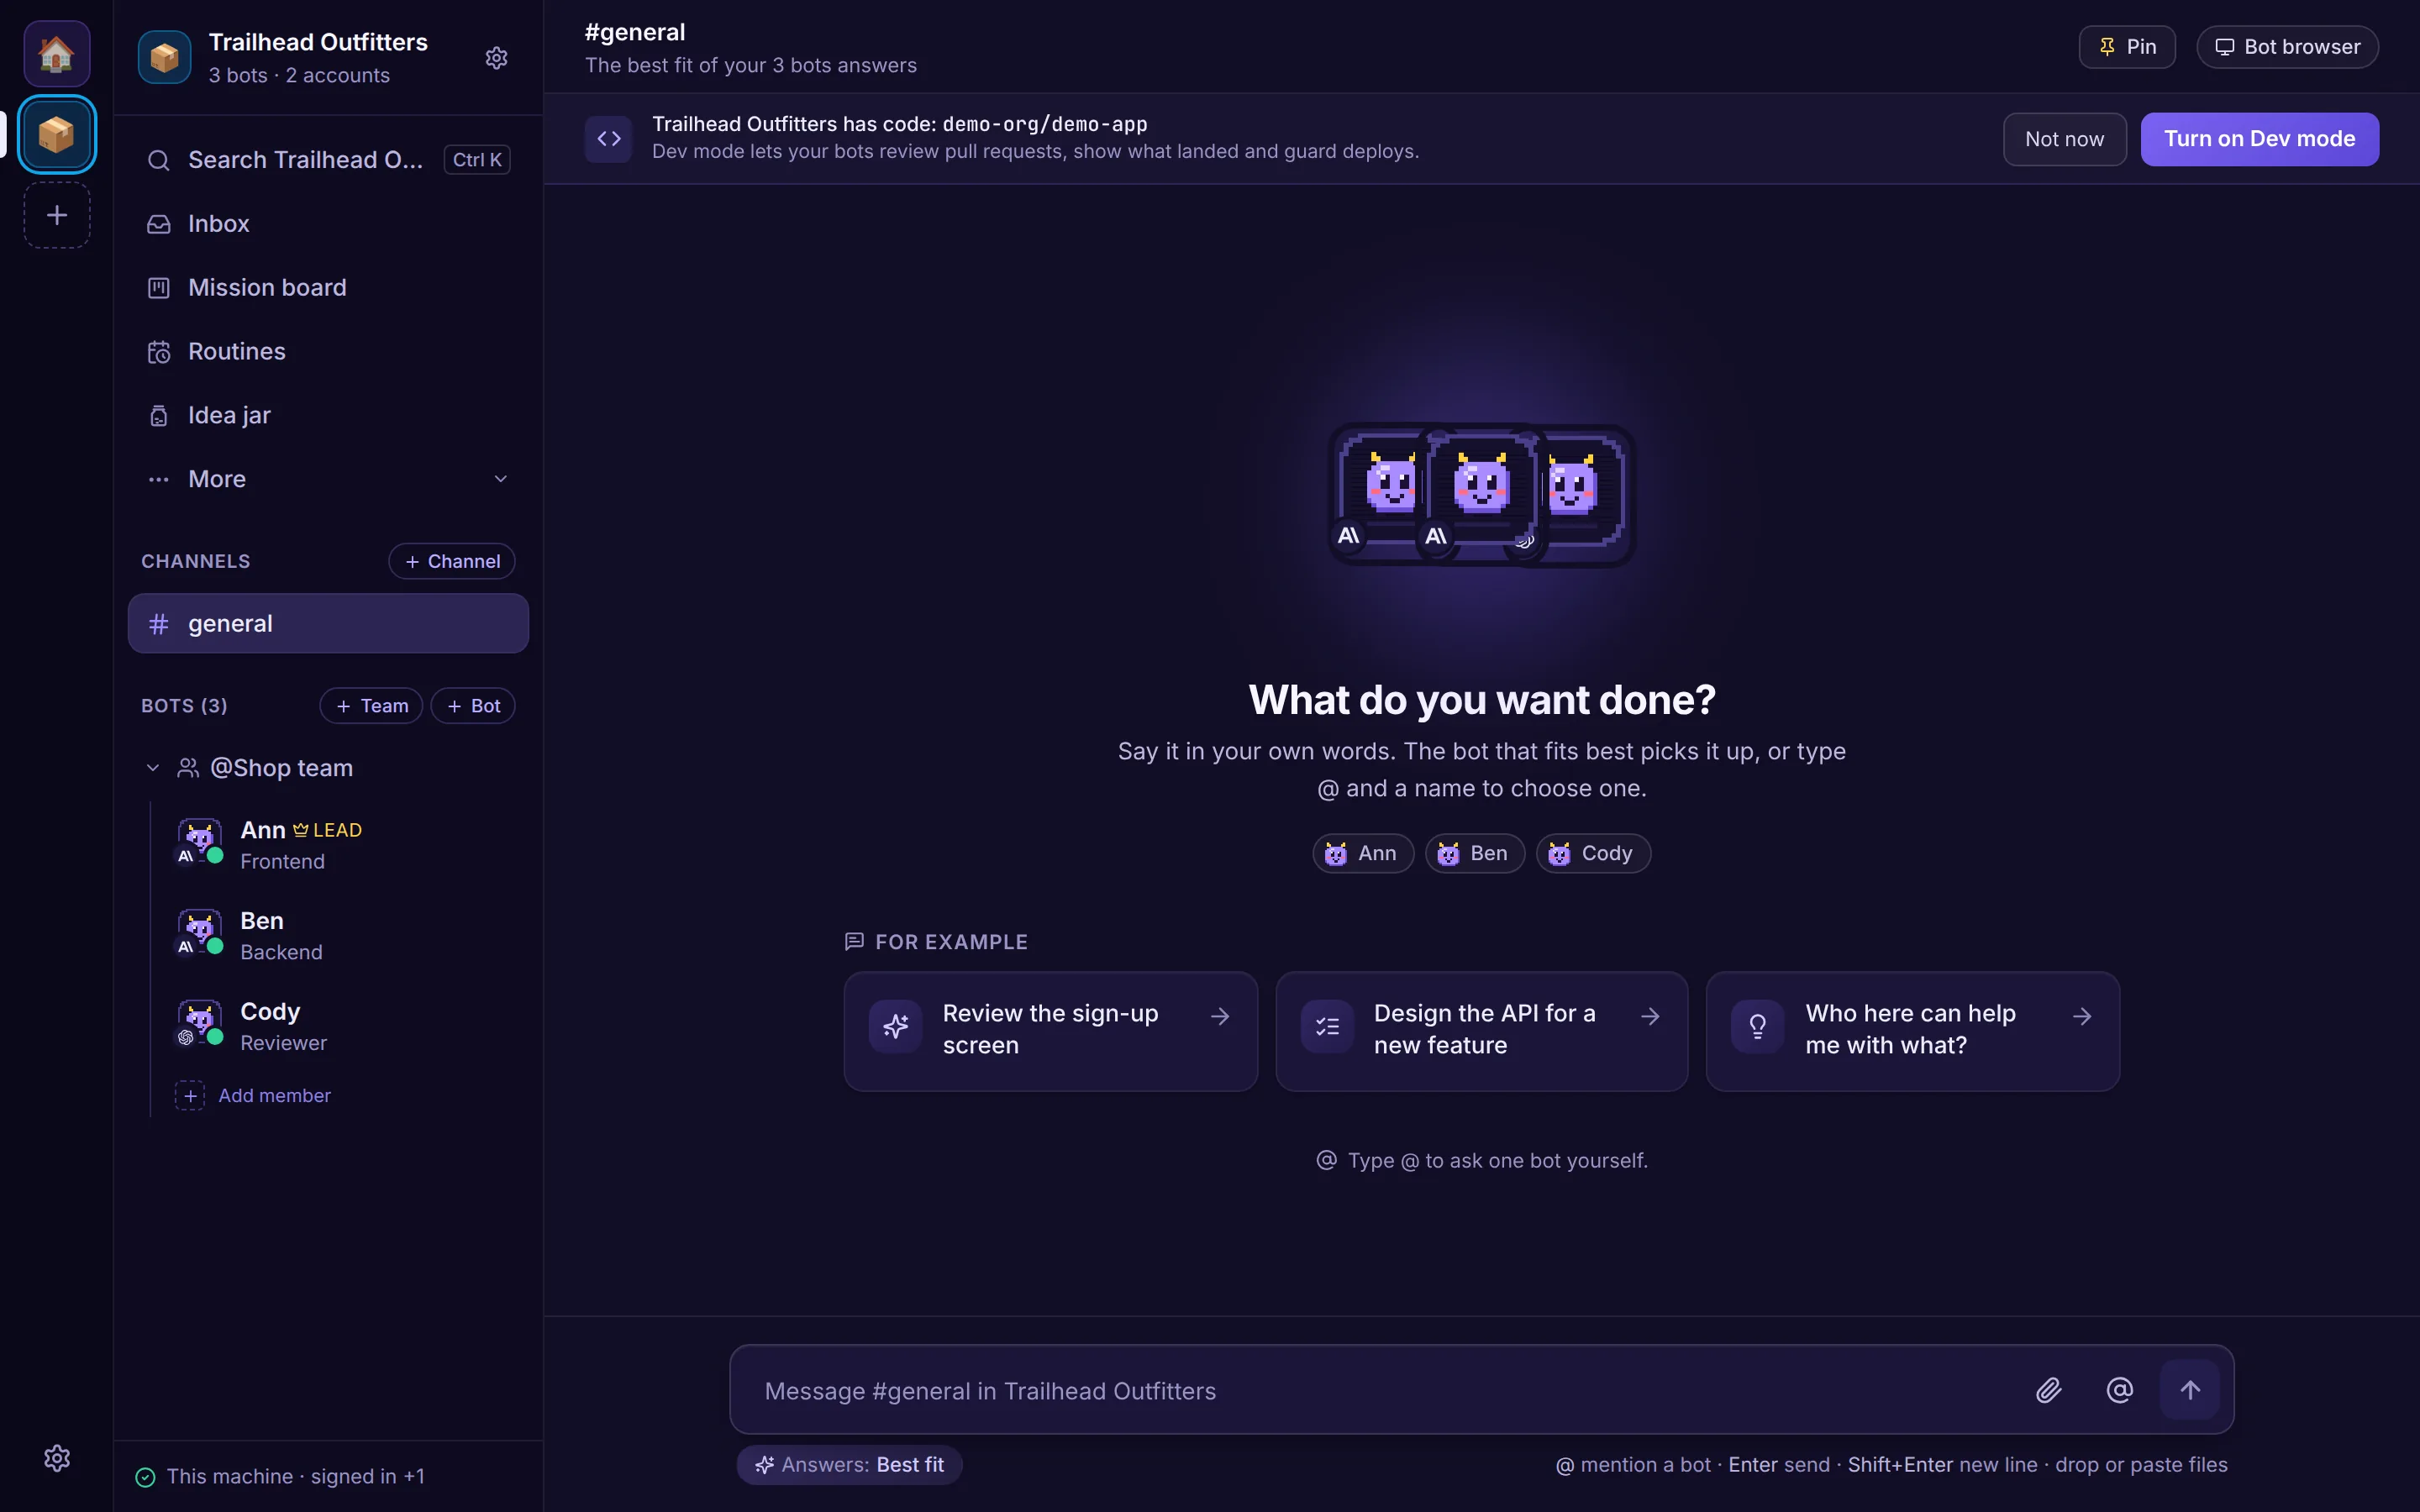 Trailhead Outfitters
3 bots · 2 accounts
Search Trailhead O...
Ctrl K
Inbox
Mission board
Routines
Idea jar
More
CHANNELS
+ Channel
# general
BOTS (3)
+ Team
+ Bot
@Shop team
Ann LEAD
Frontend
Ben
Backend
Cody
Reviewer
+ Add member
This machine · signed in +1
#general
The best fit of your 3 bots answers
Pin
Bot browser
Trailhead Outfitters has code: demo-org/demo-app
Dev mode lets your bots review pull requests, show what landed and guard deploys.
Not now
Turn on Dev mode
What do you want done?
Say it in your own words. The bot that fits best picks it up, or type
@ and a name to choose one.
Ann
Ben
Cody
FOR EXAMPLE
Review the sign-up
screen
Design the API for a
new feature
Who here can help
me with what?
@ Type @ to ask one bot yourself.
Message #general in Trailhead Outfitters
Answers: Best fit
@ mention a bot · Enter send · Shift+Enter new line · drop or paste files